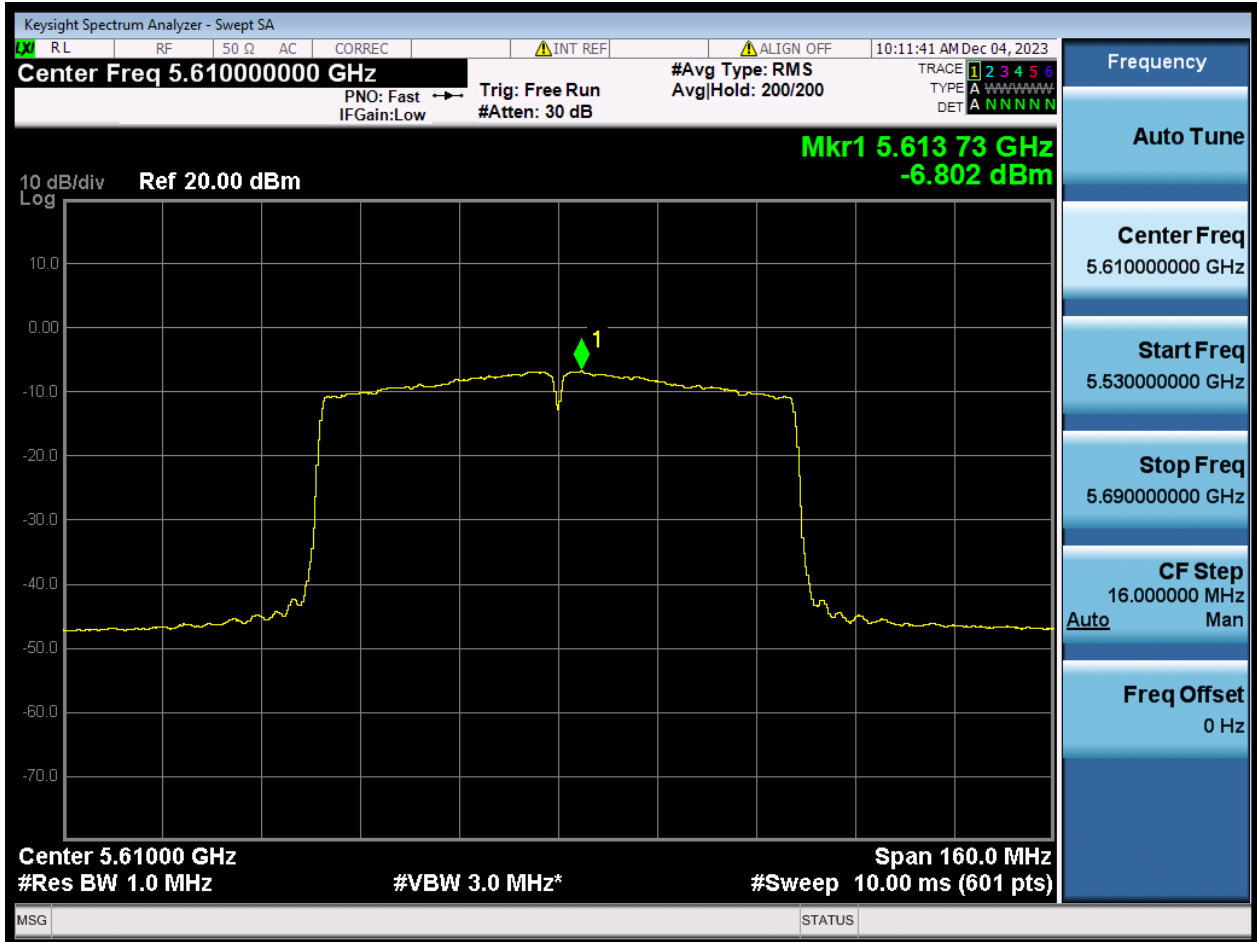 Keysight Spectrum Analyzer - Swept SA
LXI RL RF 50 Ω AC CORREC INT REF ALIGN OFF 10:11:41 AM Dec 04, 2023
Center Freq 5.610000000 GHz
PNO: Fast
IFGain:Low
Trig: Free Run
#Atten: 30 dB
#Avg Type: RMS
Avg|Hold: 200/200
TRACE 1 2 3 4 5 6
TYPE A WWWWW
DET A N N N N N
Mkr1 5.613 73 GHz
-6.802 dBm
10 dB/div Ref 20.00 dBm
Log
1
10.0
0.00
-10.0
-20.0
-30.0
-40.0
-50.0
-60.0
-70.0
Center 5.61000 GHz Span 160.0 MHz
#Res BW 1.0 MHz #VBW 3.0 MHz* #Sweep 10.00 ms (601 pts)
MSG STATUS
Frequency
Auto Tune
Center Freq
5.610000000 GHz
Start Freq
5.530000000 GHz
Stop Freq
5.690000000 GHz
CF Step
16.000000 MHz
Auto Man
Freq Offset
0 Hz